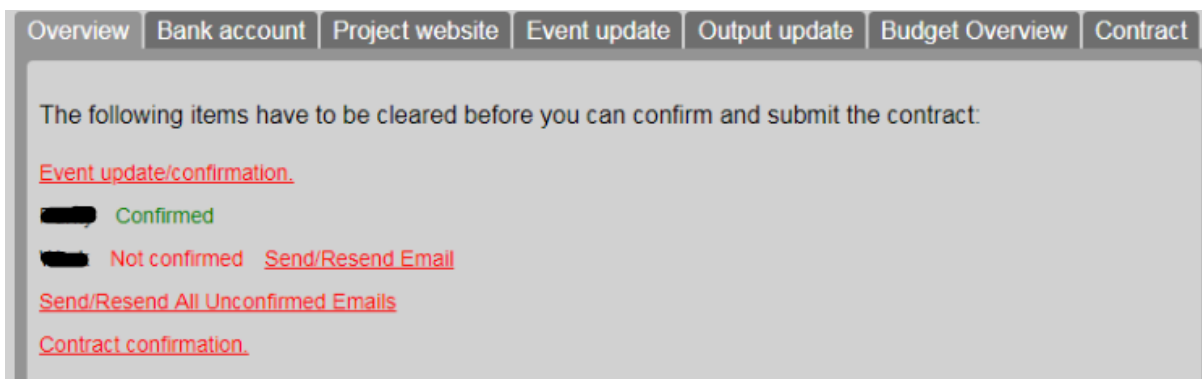 Overview Bank account Project website Event update Output update Budget Overview Contract
The following items have to be cleared before you can confirm and submit the contract:
Event update/confirmation.
Confirmed
Not confirmed Send/Resend Email
Send/Resend All Unconfirmed Emails
Contract confirmation.